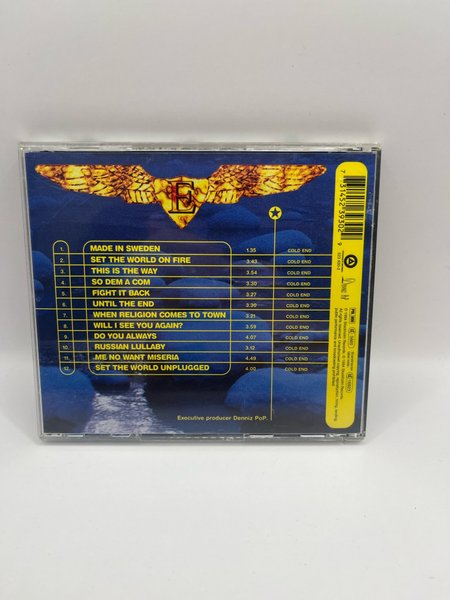 E
1. MADE IN SWEDEN 1.35 COLD END
2. SET THE WORLD ON FIRE 3:43 COLD END
3. THIS IS THE WAY 3.54 COLD END
4. SO DEM A COM 3.30 COLD END
5. FIGHT IT BACK 3.27 COLD END
6. UNTIL THE END 3.30 COLD END
7. WHEN RELIGION COMES TO TOWN 3.21 COLD END
8. WILL I SEE YOU AGAIN? 3.59 COLD END
9. DO YOU ALWAYS 4.07 COLD END
10. RUSSIAN LULLABY 3.12 COLD END
11. ME NO WANT MISERIA 4.49 COLD END
12. SET THE WORLD UNPLUGGED 4.00 COLD END
Executive producer Denniz PoP.
7 31452 39302 9